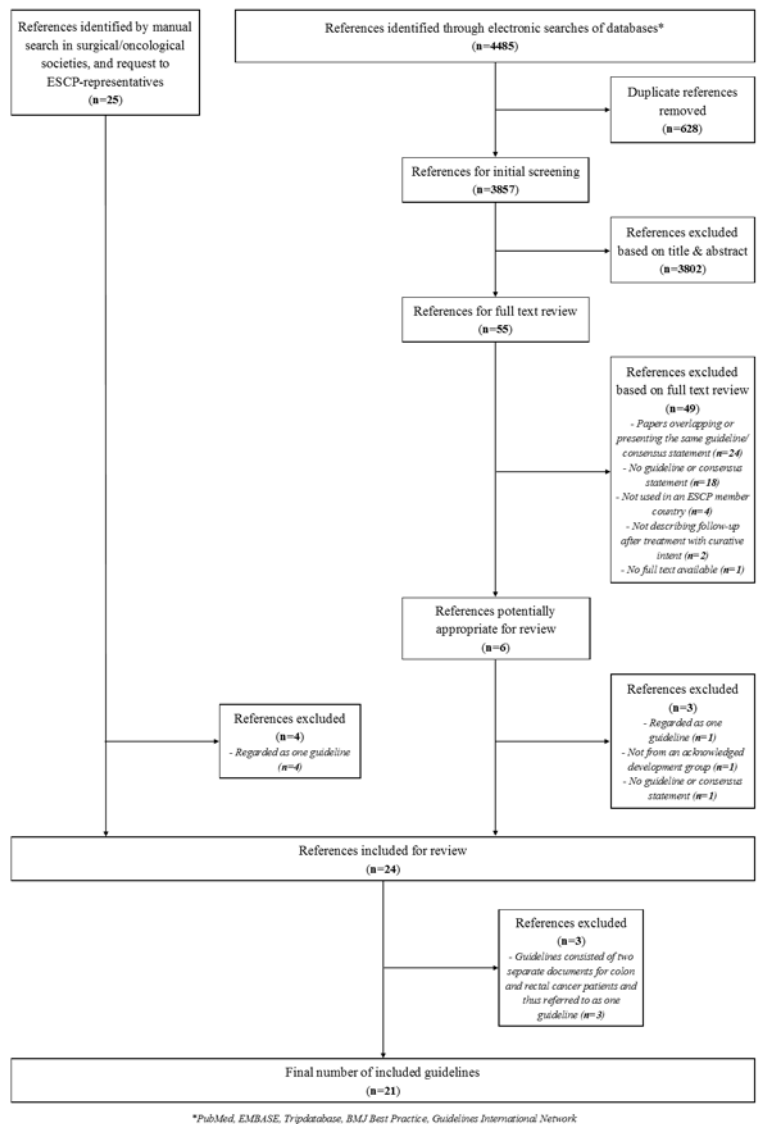 References identified by manual
search in surgical/oncological
societies, and request to
ESCP-representatives
(n=25)
References identified through electronic searches of databases*
(n=4485)
Duplicate references
removed
(n=628)
References for initial screening
(n=3857)
References excluded
based on title & abstract
(n=3802)
References for full text review
(n=55)
References excluded
based on full text review
(n=49)
- Papers overlapping or
presenting the same guideline/
consensus statement (n=24)
- No guideline or consensus
statement (n=18)
- Not used in an ESCP member
country (n=4)
- Not describing follow-up
after treatment with curative
intent (n=2)
- No full text available (n=1)
References potentially
appropriate for review
(n=6)
References excluded
(n=3)
- Regarded as one
guideline (n=1)
- Not from an acknowledged
development group (n=1)
- No guideline or consensus
statement (n=1)
References excluded
(n=4)
- Regarded as one guideline
(n=4)
References included for review
(n=24)
References excluded
(n=3)
- Guidelines consisted of two
separate documents for colon
and rectal cancer patients and
thus referred to as one
guideline (n=3)
Final number of included guidelines
(n=21)
*PubMed, EMBASE, Tripdatabase, BMJ Best Practice, Guidelines International Network